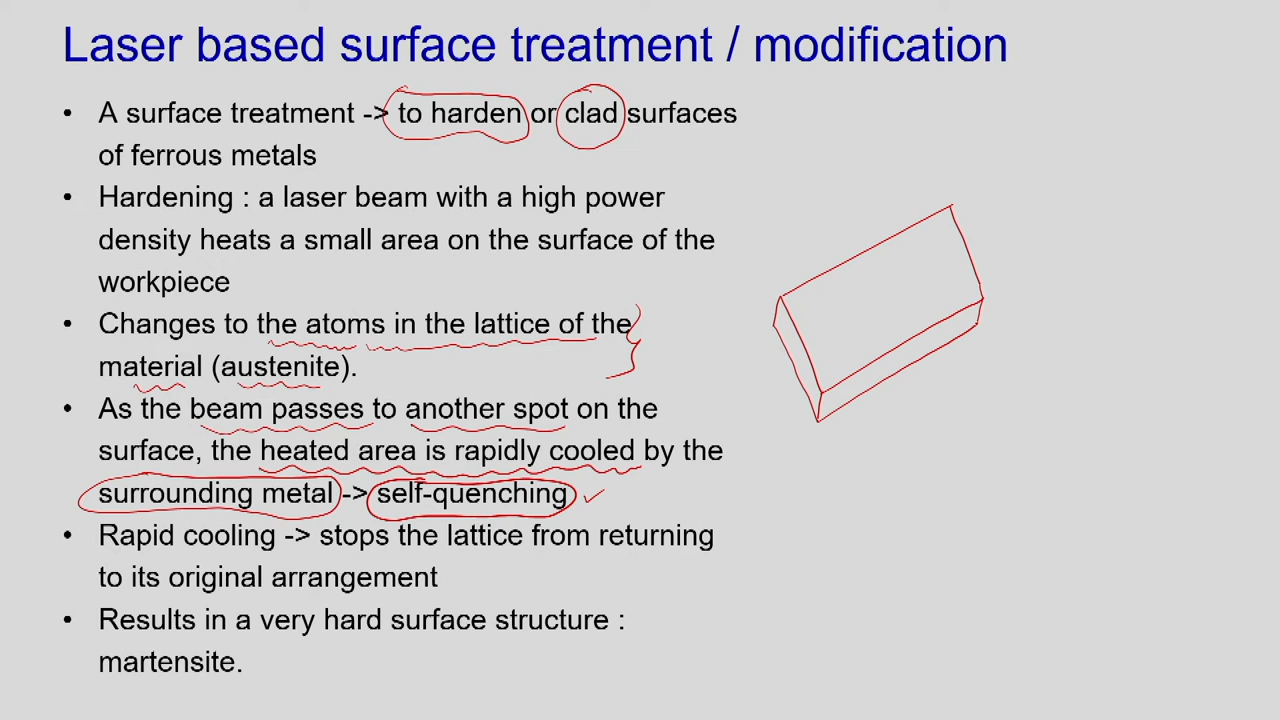 Laser based surface treatment / modification
• A surface treatment -> to harden or clad surfaces
of ferrous metals
• Hardening : a laser beam with a high power
density heats a small area on the surface of the
workpiece
• Changes to the atoms in the lattice of the
material (austenite).
• As the beam passes to another spot on the
surface, the heated area is rapidly cooled by the
surrounding metal -> self-quenching
• Rapid cooling -> stops the lattice from returning
to its original arrangement
• Results in a very hard surface structure :
martensite.